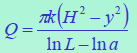 Q = πk(H² − y²) / ln L − ln a